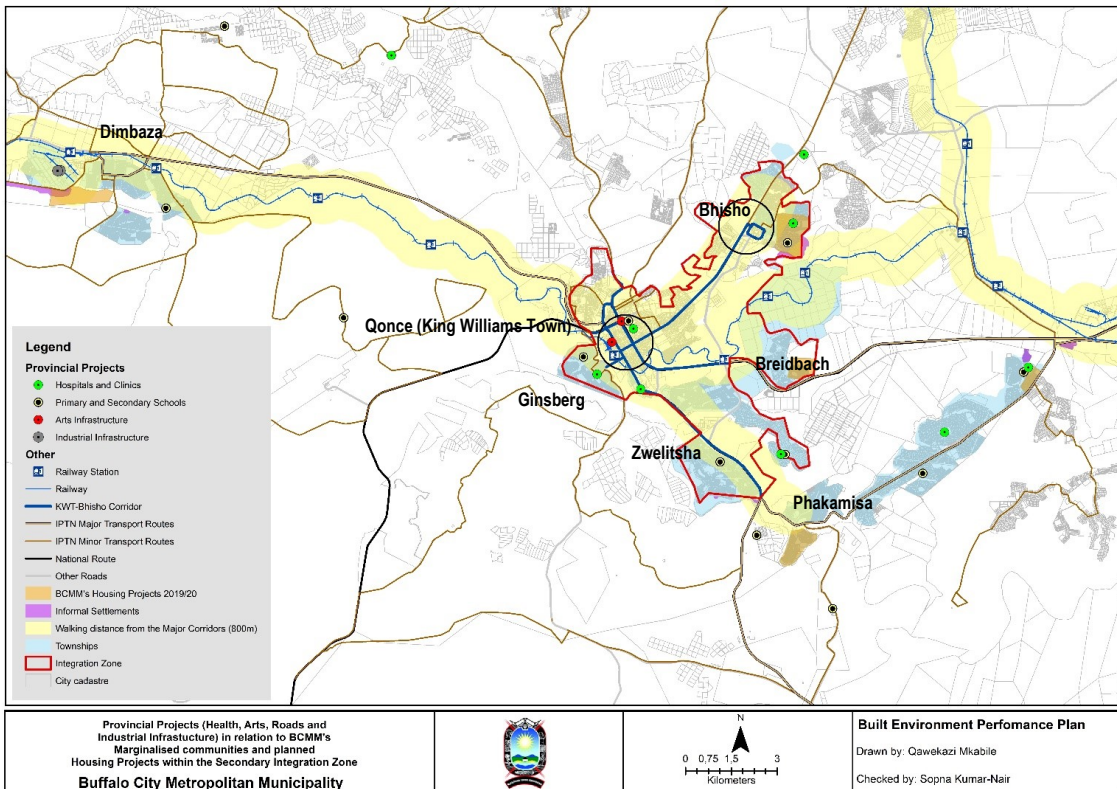 Dimbaza
Bhisho
Qonce (King Williams Town)
Breidbach
Ginsberg
Zwelitsha
Phakamisa
Legend
Provincial Projects
Hospitals and Clinics
Primary and Secondary Schools
Arts Infrastructure
Industrial Infrastructure
Other
Railway Station
Railway
KWT-Bhisho Corridor
IPTN Major Transport Routes
IPTN Minor Transport Routes
National Route
Other Roads
BCMM's Housing Projects 2019/20
Informal Settlements
Walking distance from the Major Corridors (800m)
Townships
Integration Zone
City cadastre
Provincial Projects (Health, Arts, Roads and
Industrial Infrastucture) in relation to BCMM's
Marginalised communities and planned
Housing Projects within the Secondary Integration Zone
Buffalo City Metropolitan Municipality
N
0 0,75 1,5 3
Kilometers
Built Environment Perfomance Plan
Drawn by: Qawekazi Mkabile
Checked by: Sopna Kumar-Nair